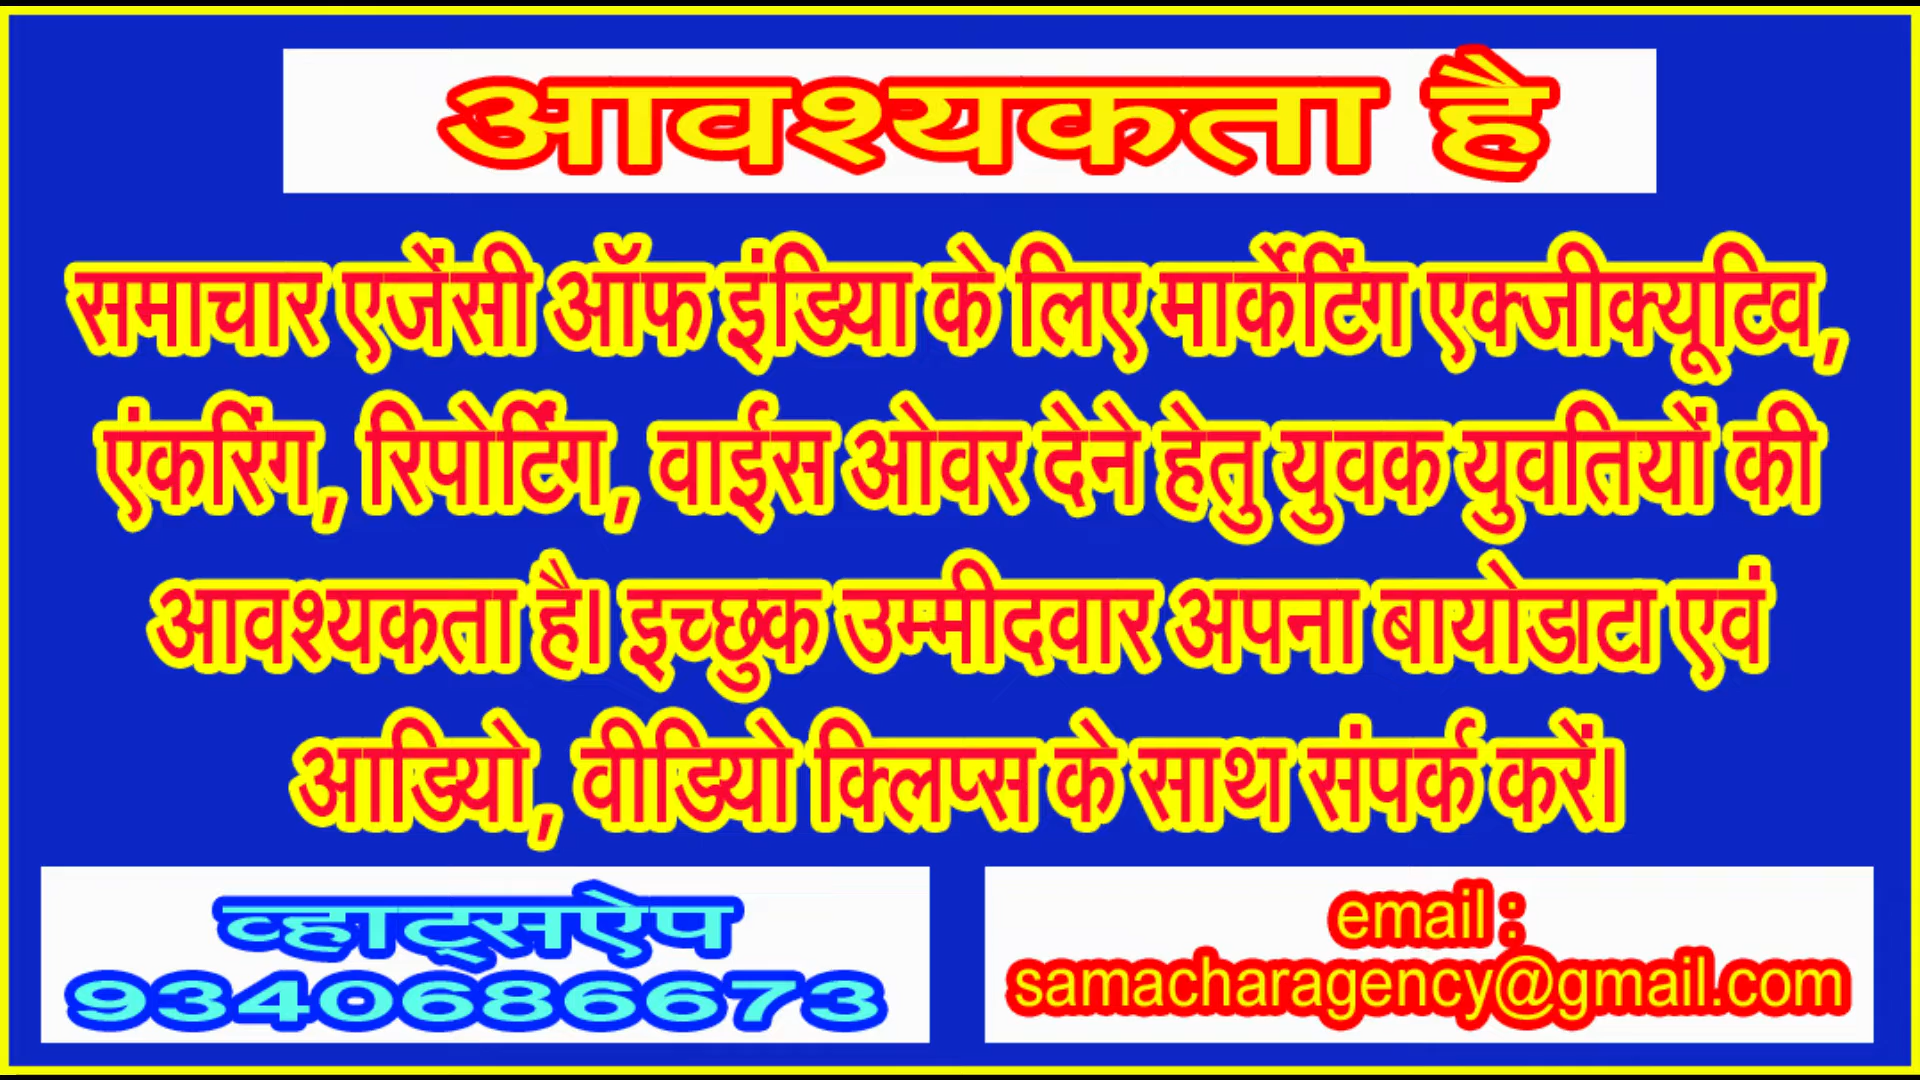 आवश्यकता है
समाचार एजेंसी ऑफ इंडिया के लिए मार्केटिंग एक्जीक्यूटिव,
एंकरिंग, रिपोर्टिंग, वाईस ओवर देने हेतु युवक युवतियों की
आवश्यकता है। इच्छुक उम्मीदवार अपना बायोडाटा एवं
आडियो, वीडियो क्लिप्स के साथ संपर्क करें।
व्हाट्सऐप
9340686673
email :
samacharagency@gmail.com